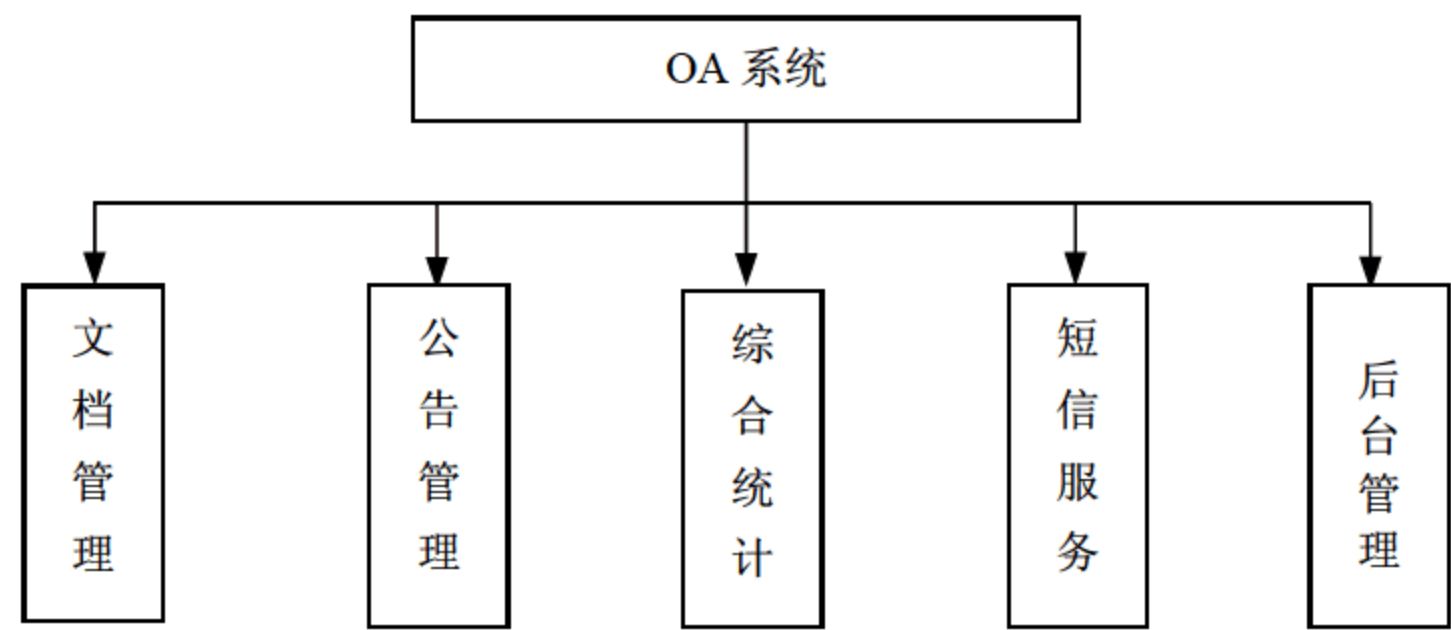 OA 系统
文档管理
公告管理
综合统计
短信服务
后台管理